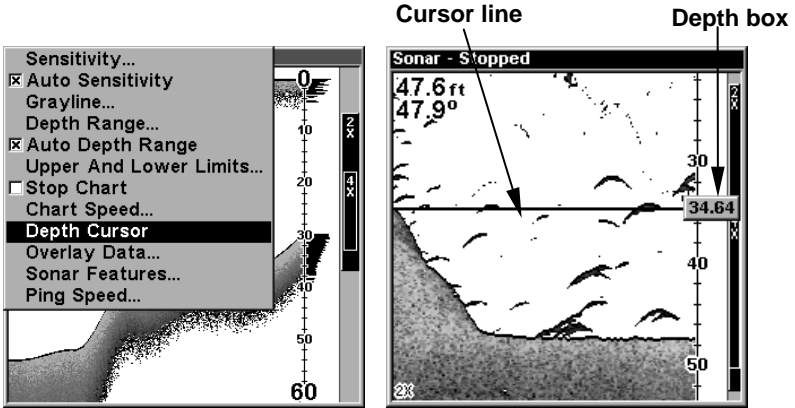 Cursor line
Depth box
Sensitivity...
Auto Sensitivity
Grayline...
Depth Range...
Auto Depth Range
Upper And Lower Limits...
Stop Chart
Chart Speed...
Depth Cursor
Overlay Data...
Sonar Features...
Ping Speed...
0
10
20
30
40
50
60
2X
4X
Sonar - Stopped
47.6 ft
47.9º
30
34.64
40
50
2X